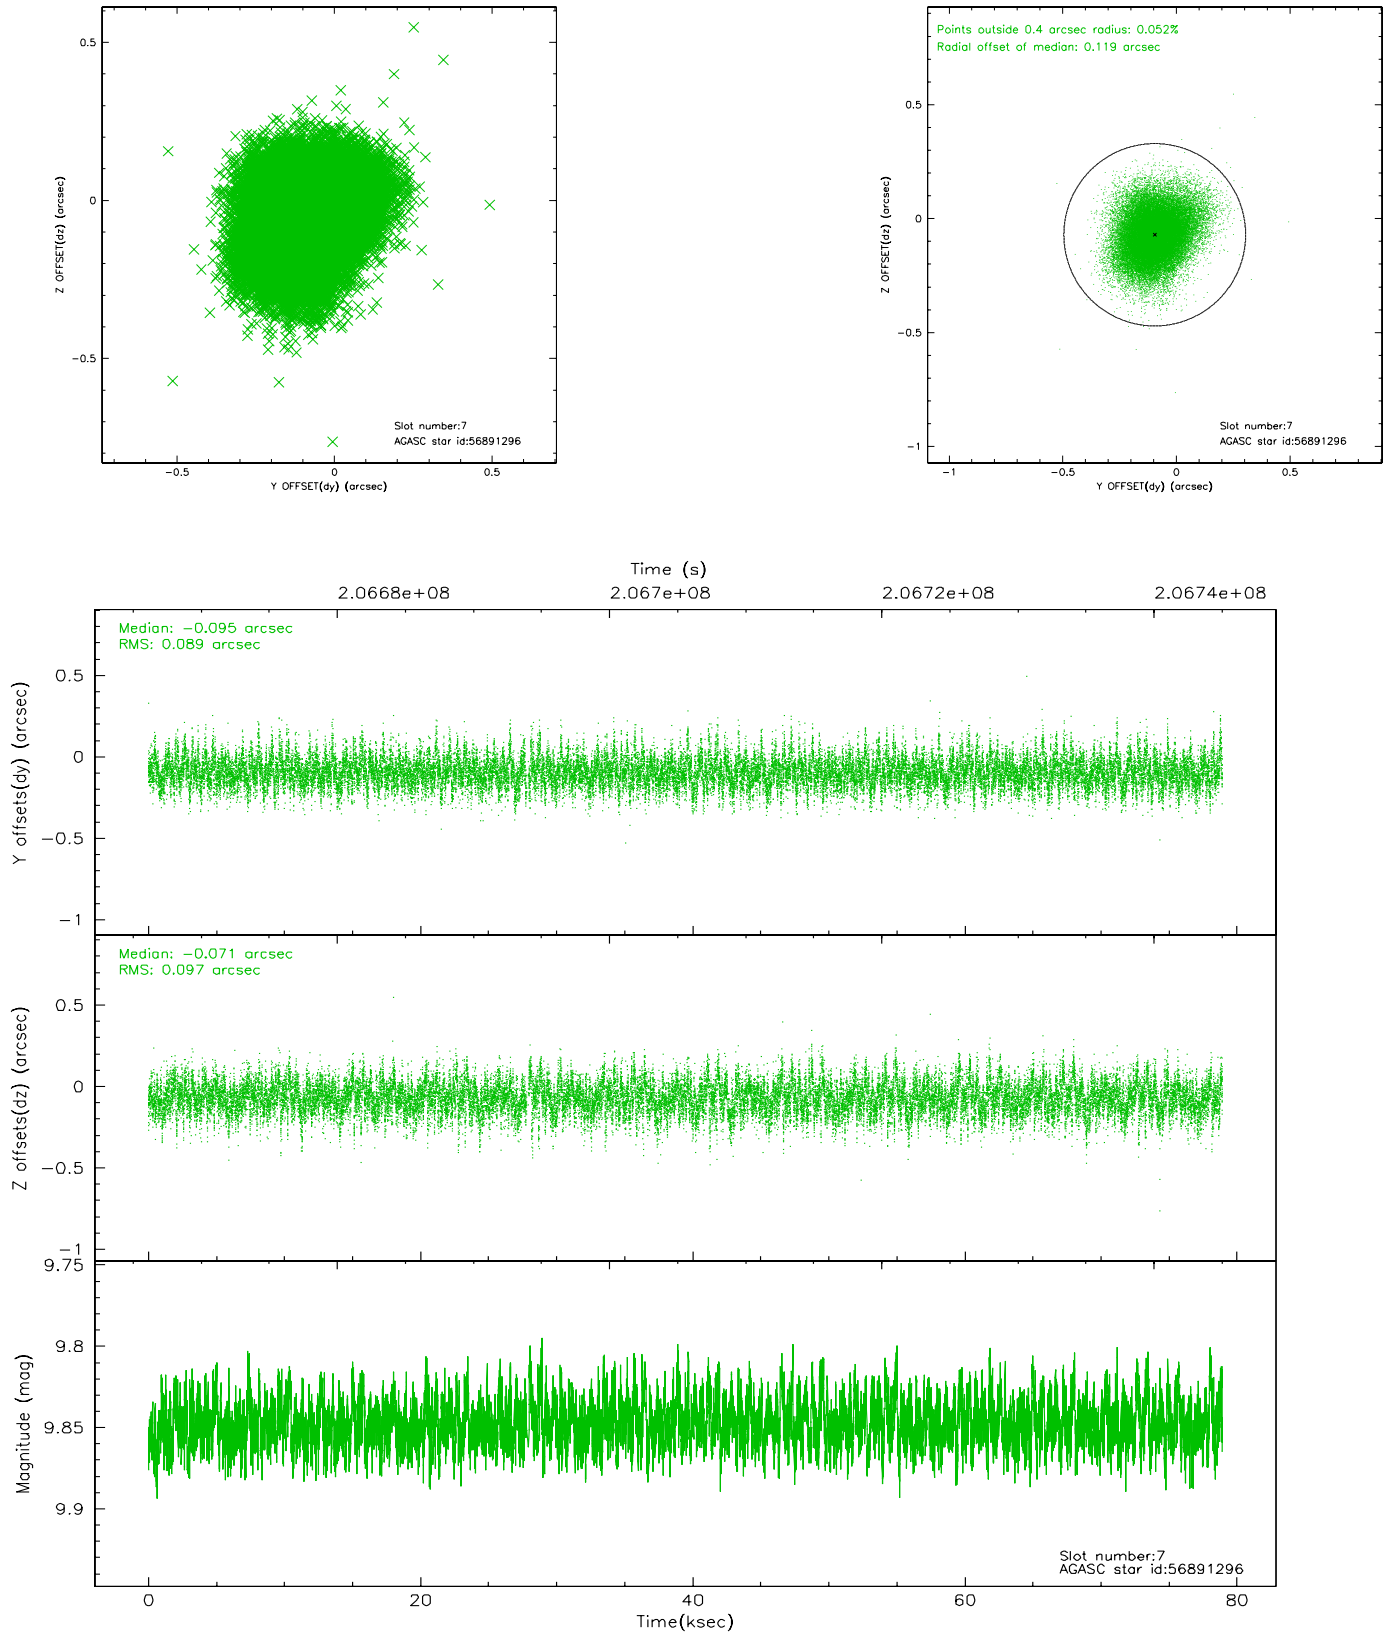 0.5
0
−0.5
Z OFFSET(dz) (arcsec)
Slot number:7
AGASC star id:56891296
−0.5 0 0.5
Y OFFSET(dy) (arcsec)
Points outside 0.4 arcsec radius: 0.052%
Radial offset of median: 0.119 arcsec
0.5
0
−0.5
−1
Z OFFSET(dz) (arcsec)
Slot number:7
AGASC star id:56891296
−1 −0.5 0 0.5
Y OFFSET(dy) (arcsec)
Time (s)
2.0668e+08 2.067e+08 2.0672e+08 2.0674e+08
Median: −0.095 arcsec
RMS: 0.089 arcsec
0.5
0
−0.5
−1
Y offsets(dy) (arcsec)
Median: −0.071 arcsec
RMS: 0.097 arcsec
0.5
0
−0.5
−1
Z offsets(dz) (arcsec)
9.75
9.8
9.85
9.9
Magnitude (mag)
Slot number:7
AGASC star id:56891296
0 20 40 60 80
Time(ksec)